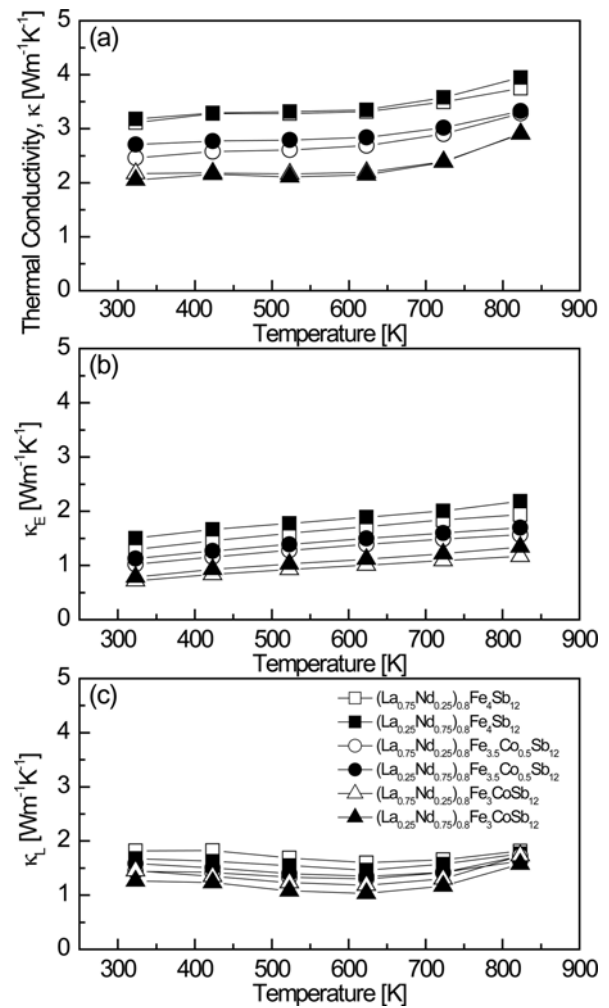 (a)
Thermal Conductivity, κ [Wm⁻¹K⁻¹]
5
4
3
2
1
0
300 400 500 600 700 800 900
Temperature [K]
(b)
κ_E [Wm⁻¹K⁻¹]
5
4
3
2
1
0
300 400 500 600 700 800 900
Temperature [K]
(c)
κ_L [Wm⁻¹K⁻¹]
5
4
3
2
1
0
(La₀.₇₅Nd₀.₂₅)₀.₈Fe₄Sb₁₂
(La₀.₂₅Nd₀.₇₅)₀.₈Fe₄Sb₁₂
(La₀.₇₅Nd₀.₂₅)₀.₈Fe₃.₅Co₀.₅Sb₁₂
(La₀.₂₅Nd₀.₇₅)₀.₈Fe₃.₅Co₀.₅Sb₁₂
(La₀.₇₅Nd₀.₂₅)₀.₈Fe₃CoSb₁₂
(La₀.₂₅Nd₀.₇₅)₀.₈Fe₃CoSb₁₂
300 400 500 600 700 800 900
Temperature [K]